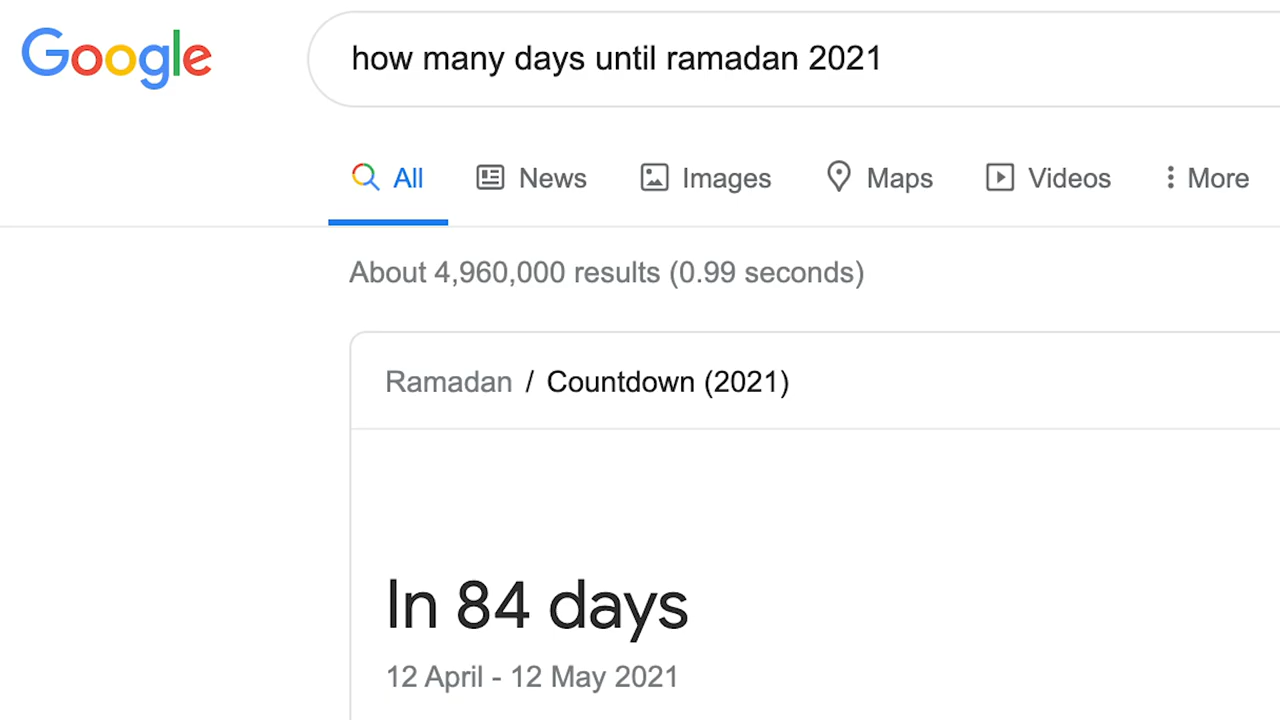 Google
how many days until ramadan 2021
All News Images Maps Videos More
About 4,960,000 results (0.99 seconds)
Ramadan / Countdown (2021)
In 84 days
12 April - 12 May 2021